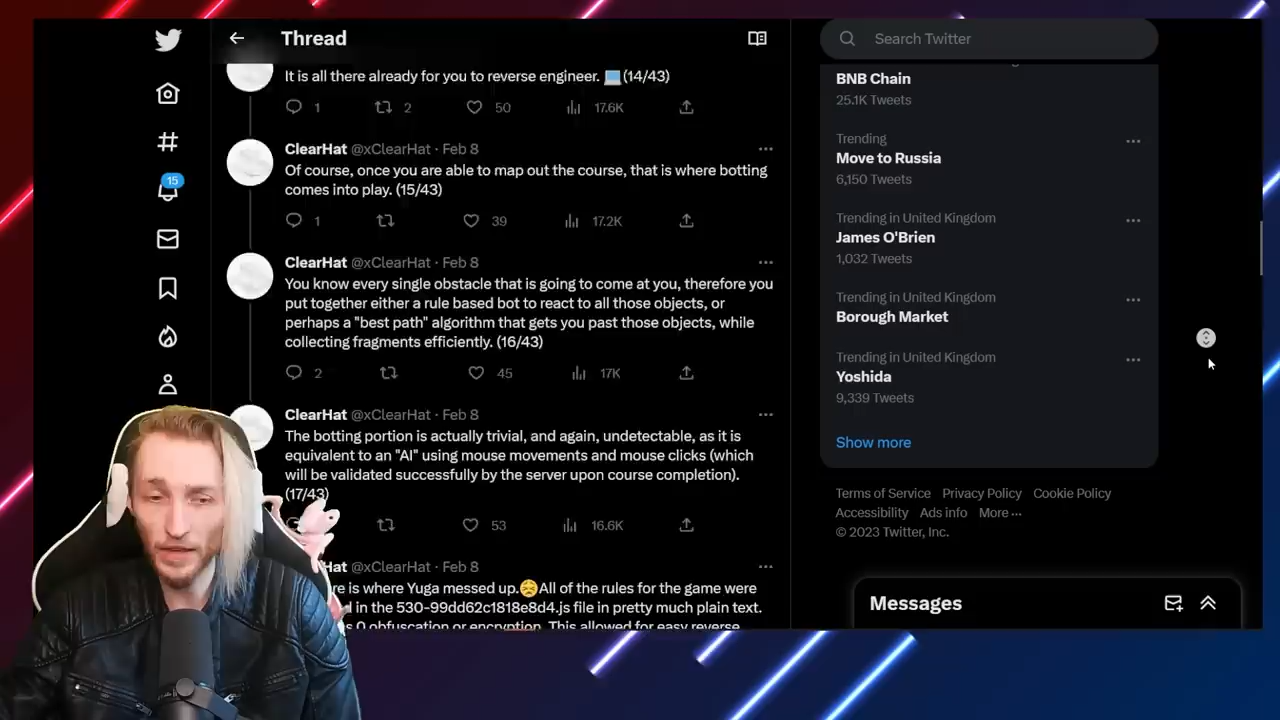 Thread
Search Twitter
15
It is all there already for you to reverse engineer. 💻(14/43)
1 2 50 17.6K
ClearHat @xClearHat · Feb 8
Of course, once you are able to map out the course, that is where botting
comes into play. (15/43)
1 39 17.2K
ClearHat @xClearHat · Feb 8
You know every single obstacle that is going to come at you, therefore you
put together either a rule based bot to react to all those objects, or
perhaps a "best path" algorithm that gets you past those objects, while
collecting fragments efficiently. (16/43)
2 45 17K
ClearHat @xClearHat · Feb 8
The botting portion is actually trivial, and again, undetectable, as it is
equivalent to an "AI" using mouse movements and mouse clicks (which
will be validated successfully by the server upon course completion).
(17/43)
53 16.6K
Hat @xClearHat · Feb 8
re is where Yuga messed up.😣All of the rules for the game were
in the 530-99dd62c1818e8d4.js file in pretty much plain text.
0 obfuscation or encryption. This allowed for easy reverse
BNB Chain
25.1K Tweets
Trending
Move to Russia
6,150 Tweets
Trending in United Kingdom
James O'Brien
1,032 Tweets
Trending in United Kingdom
Borough Market
Trending in United Kingdom
Yoshida
9,339 Tweets
Show more
Terms of Service Privacy Policy Cookie Policy
Accessibility Ads info More ···
© 2023 Twitter, Inc.
Messages